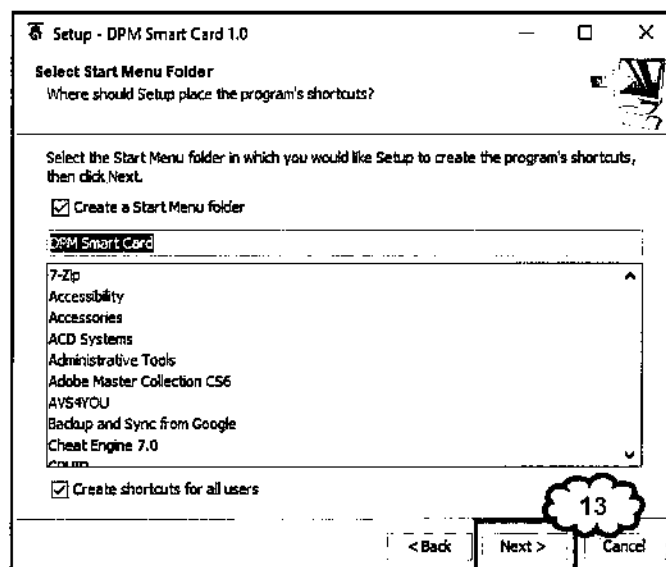 Setup - DPM Smart Card 1.0
Select Start Menu Folder
Where should Setup place the program's shortcuts?
Select the Start Menu folder in which you would like Setup to create the program's shortcuts,
then click Next.
Create a Start Menu folder
DPM Smart Card
7-Zip
Accessibility
Accessories
ACD Systems
Administrative Tools
Adobe Master Collection CS6
AVS4YOU
Backup and Sync from Google
Cheat Engine 7.0
Create shortcuts for all users
13
< Back Next > Cancel